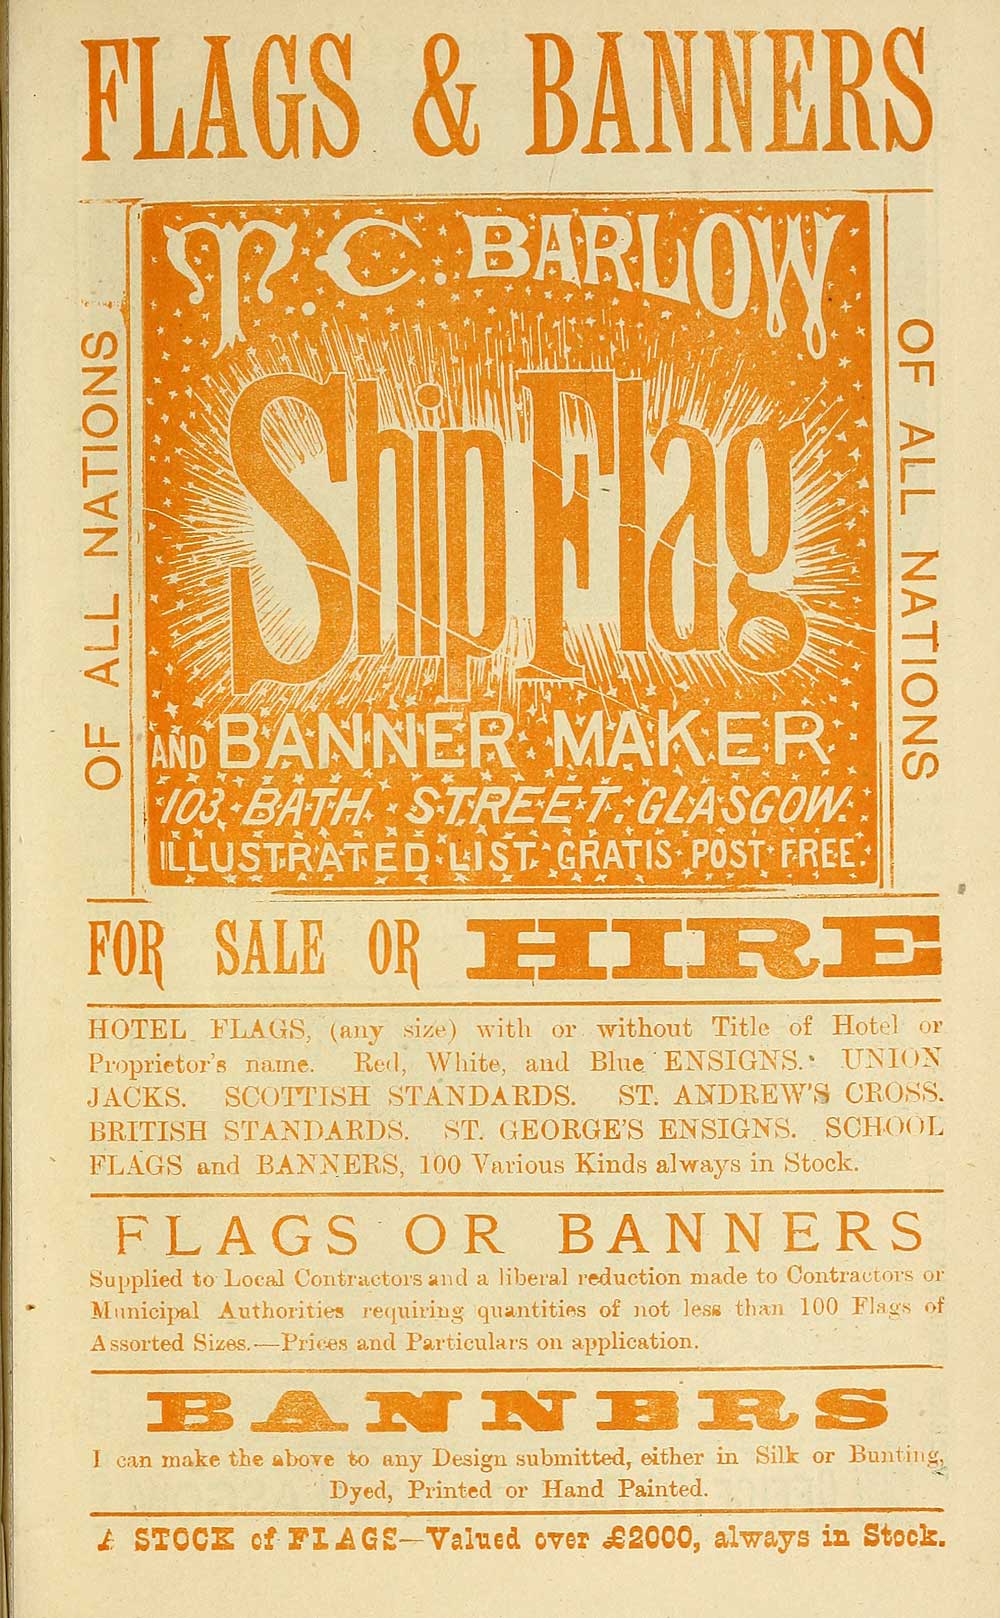 FLAGS & BANNERS
OF ALL NATIONS
T. C. BARLOW
Ship Flag
AND BANNER MAKER
103, BATH STREET. GLASGOW.
ILLUSTRATED LIST GRATIS POST FREE.
OF ALL NATIONS
FOR SALE OR HIRE
HOTEL FLAGS, (any size) with or without Title of Hotel or
Proprietor's name. Red, White, and Blue ENSIGNS. UNION
JACKS. SCOTTISH STANDARDS. ST. ANDREW'S CROSS.
BRITISH STANDARDS. ST. GEORGE'S ENSIGNS. SCHOOL
FLAGS and BANNERS, 100 Various Kinds always in Stock.
FLAGS OR BANNERS
Supplied to Local Contractors and a liberal reduction made to Contractors or
Municipal Authorities requiring quantities of not less than 100 Flags of
Assorted Sizes.—Prices and Particulars on application.
BANNERS
I can make the above to any Design submitted, either in Silk or Bunting,
Dyed, Printed or Hand Painted.
A STOCK of FLAGS—Valued over £2000, always in Stock.